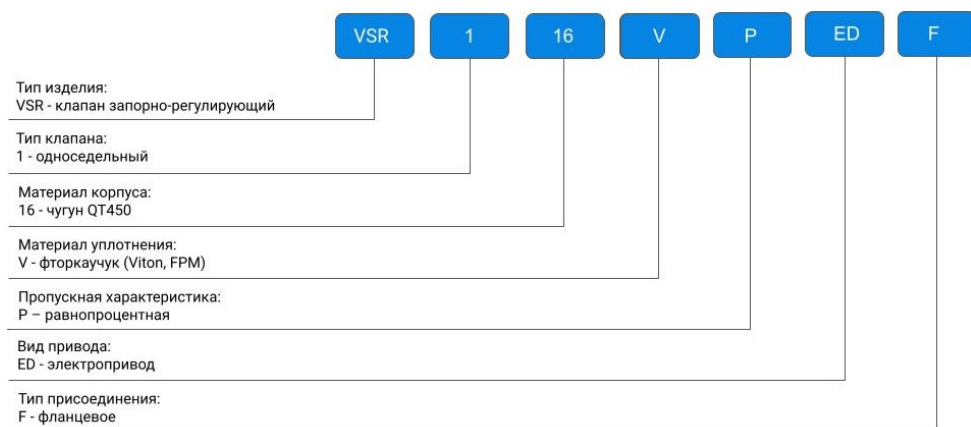 VSR 1 16 V P ED F
Тип изделия:
VSR - клапан запорно-регулирующий
Тип клапана:
1 - односедельный
Материал корпуса:
16 - чугун QT450
Материал уплотнения:
V - фторкаучук (Viton, FPM)
Пропускная характеристика:
P – равнопроцентная
Вид привода:
ED - электропривод
Тип присоединения:
F - фланцевое